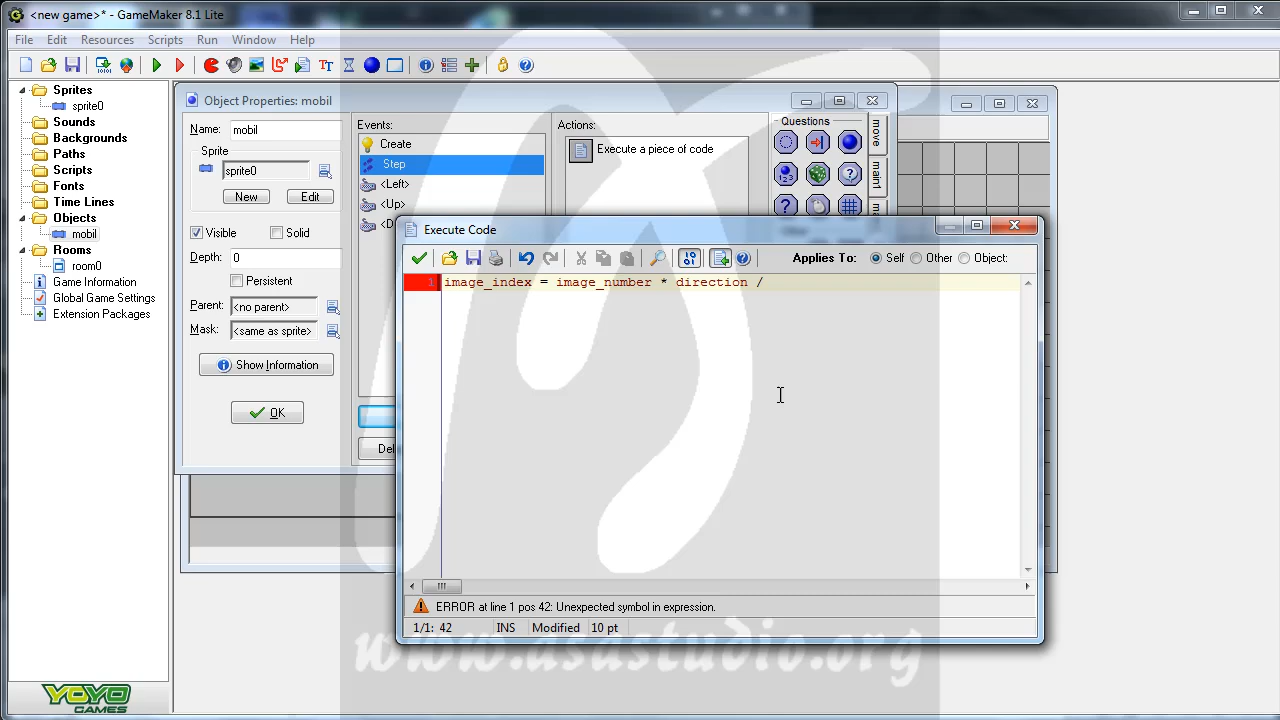 <new game>* - GameMaker 8.1 Lite
File Edit Resources Scripts Run Window Help
Sprites
sprite0
Sounds
Backgrounds
Paths
Scripts
Fonts
Time Lines
Objects
mobil
Rooms
room0
Game Information
Global Game Settings
Extension Packages
YOYO
GAMES
Object Properties: mobil
Name: mobil
Sprite
sprite0
New Edit
Visible Solid
Depth: 0
Persistent
Parent: <no parent>
Mask: <same as sprite>
Show Information
OK
Events:
Create
Step
<Left>
<Up>
<D
Del
Actions:
Execute a piece of code
Questions
move
main1
Execute Code
Applies To: Self Other Object:
1 image_index = image_number * direction /
ERROR at line 1 pos 42: Unexpected symbol in expression.
1/1: 42 INS Modified 10 pt
www.asastudio.org